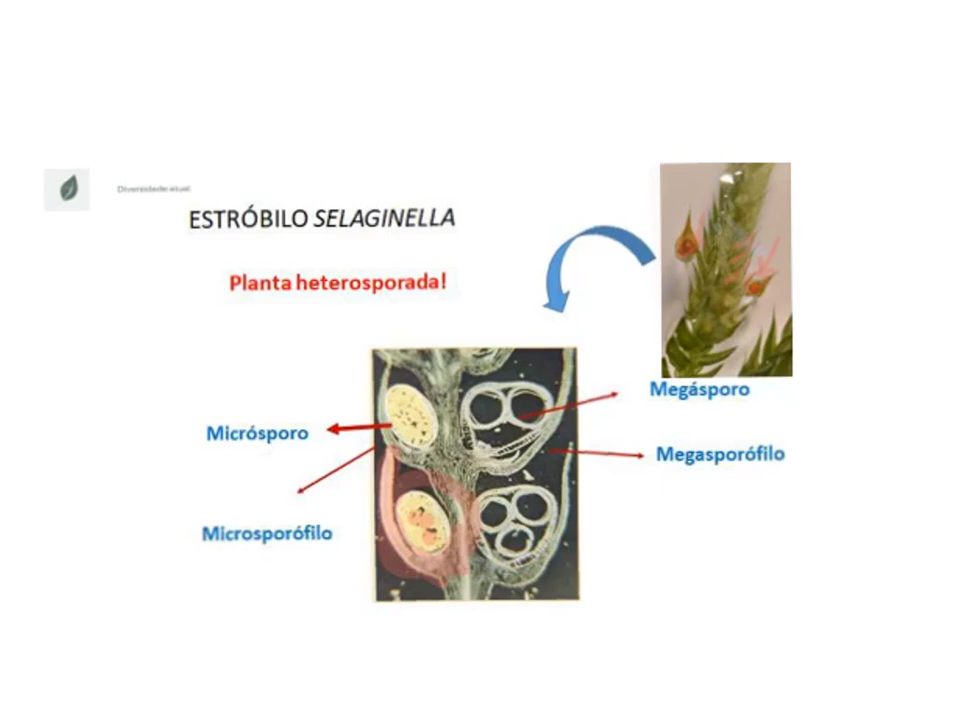 Diversidade atual
ESTRÓBILO SELAGINELLA
Planta heterosporada!
Megásporo
Micrósporo
Megasporófilo
Microsporófilo